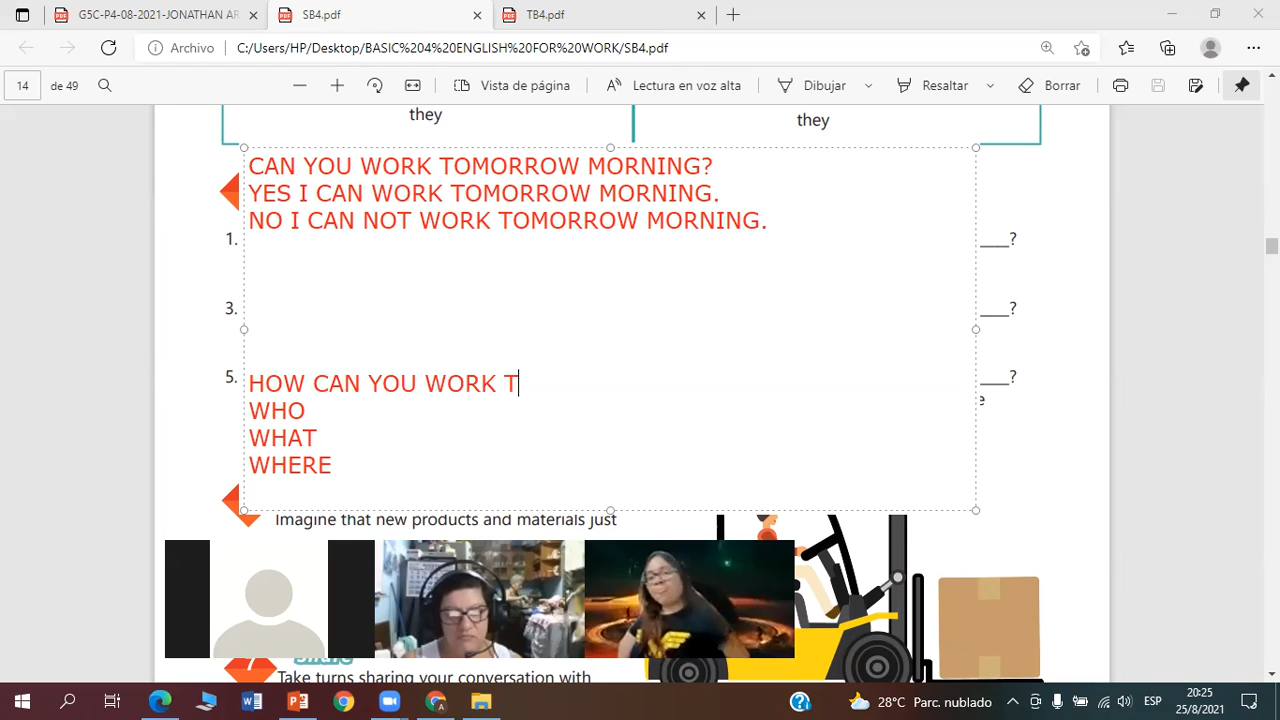 G5C-P4-08-2021-JONATHAN AR
SB4.pdf
TB4.pdf
Archivo
C:/Users/HP/Desktop/BASIC%204%20ENGLISH%20FOR%20WORK/SB4.pdf
14
de 49
Vista de página
Lectura en voz alta
Dibujar
Resaltar
Borrar
they
they
CAN YOU WORK TOMORROW MORNING?
YES I CAN WORK TOMORROW MORNING.
NO I CAN NOT WORK TOMORROW MORNING.
1.
____?
3.
____?
5.
____?
HOW CAN YOU WORK T
e
WHO
WHAT
WHERE
Imagine that new products and materials just
7
Take turns sharing your conversation with
28°C Parc. nublado
ESP
20:25
25/8/2021